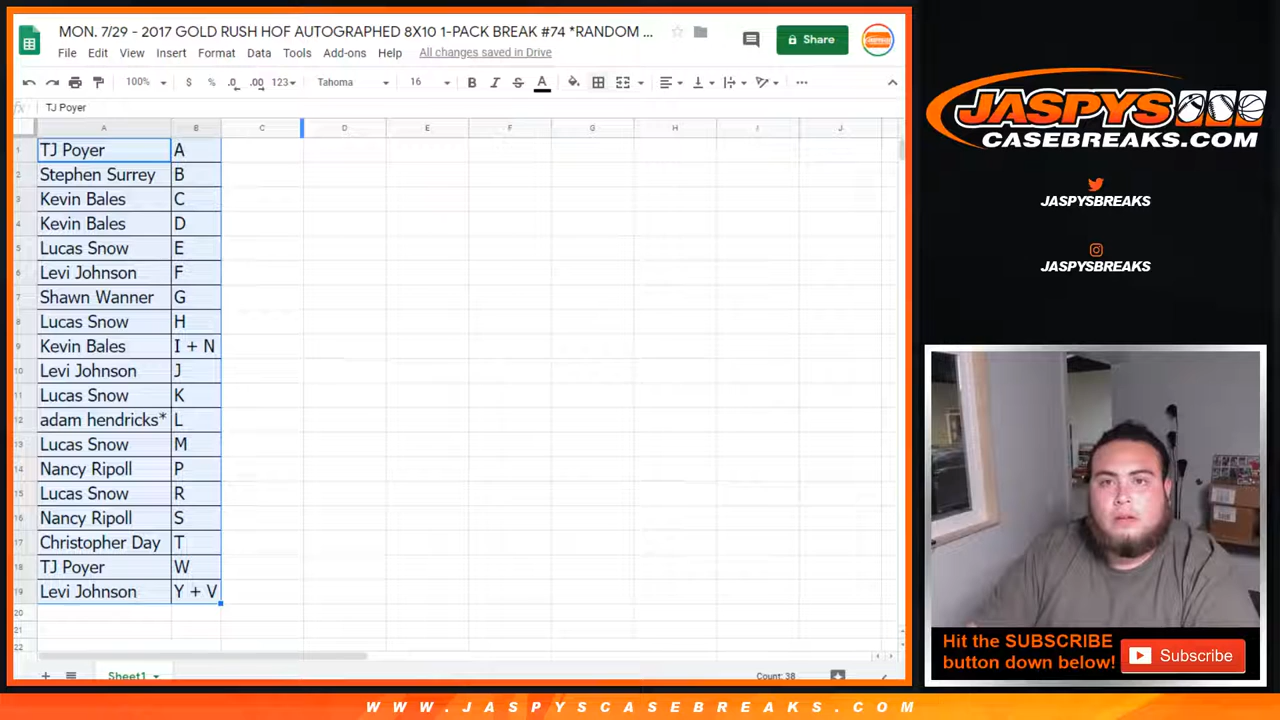 MON. 7/29 - 2017 GOLD RUSH HOF AUTOGRAPHED 8X10 1-PACK BREAK #74 *RANDOM ...
Share
File Edit View Insert Format Data Tools Add-ons Help All changes saved in Drive
100% $ % .0 .00 123 Tahoma 16 B I S A
fx TJ Poyer
A B C D E F G H I J
1 TJ Poyer A
2 Stephen Surrey B
3 Kevin Bales C
4 Kevin Bales D
5 Lucas Snow E
6 Levi Johnson F
7 Shawn Wanner G
8 Lucas Snow H
9 Kevin Bales I + N
10 Levi Johnson J
11 Lucas Snow K
12 adam hendricks* L
13 Lucas Snow M
14 Nancy Ripoll P
15 Lucas Snow R
16 Nancy Ripoll S
17 Christopher Day T
18 TJ Poyer W
19 Levi Johnson Y + V
20
21
22
Sheet1
Count: 38
JASPYS
CASEBREAKS.COM
JASPYSBREAKS
JASPYSBREAKS
Hit the SUBSCRIBE
button down below!
Subscribe
WWW.JASPYSCASEBREAKS.COM